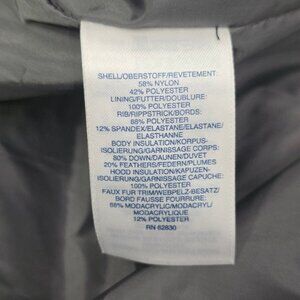 SHELL/OBERSTOFF/REVETEMENT:
58% NYLON
42% POLYESTER
LINING/FUTTER/DOUBLURE:
100% POLYESTER
RIB/RIPPSTRICK/BORDS:
88% POLYESTER
12% SPANDEX/ELASTANE/ELASTAN/
ELASTHANNE
BODY INSULATION/KORPUS-
ISOLIERUNG/GARNISSAGE CORPS:
80% DOWN/DAUNEN/DUVET
20% FEATHERS/FEDERN/PLUMES
HOOD INSULATION/KAPUZEN-
ISOLIERUNG/GARNISSAGE CAPUCHE:
100% POLYESTER
FAUX FUR TRIM/WEBPELZ-BESATZ/
BORD FAUSSE FOURRURE:
88% MODACRYLIC/MODACRYL/
MODACRYLIQUE
12% POLYESTER
RN 62830